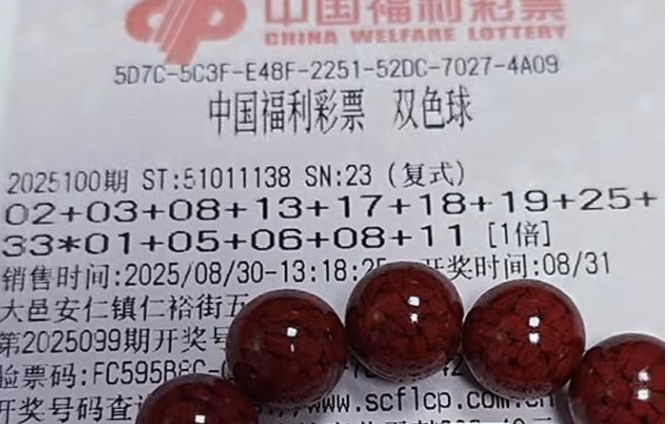 中国福利彩票
CHINA WELFARE LOTTERY
5D7C-5C3F-E48F-2251-52DC-7027-4A09
中国福利彩票 双色球
2025100期 ST:51011138 SN:23 (复式)
02+03+08+13+17+18+19+25+
33*01+05+06+08+11 [1倍]
销售时间:2025/08/30-13:18:25 开奖时间:08/31
大邑安仁镇仁裕街五
第2025099期开奖号
验票码:FC595B8C-
开奖号码查 www.scflcp.com.